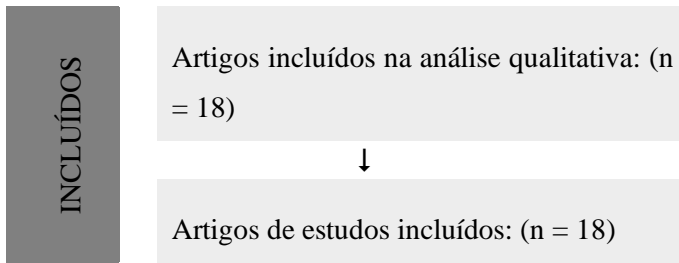 INCLUÍDOS
Artigos incluídos na análise qualitativa: (n
= 18)
↓
Artigos de estudos incluídos: (n = 18)